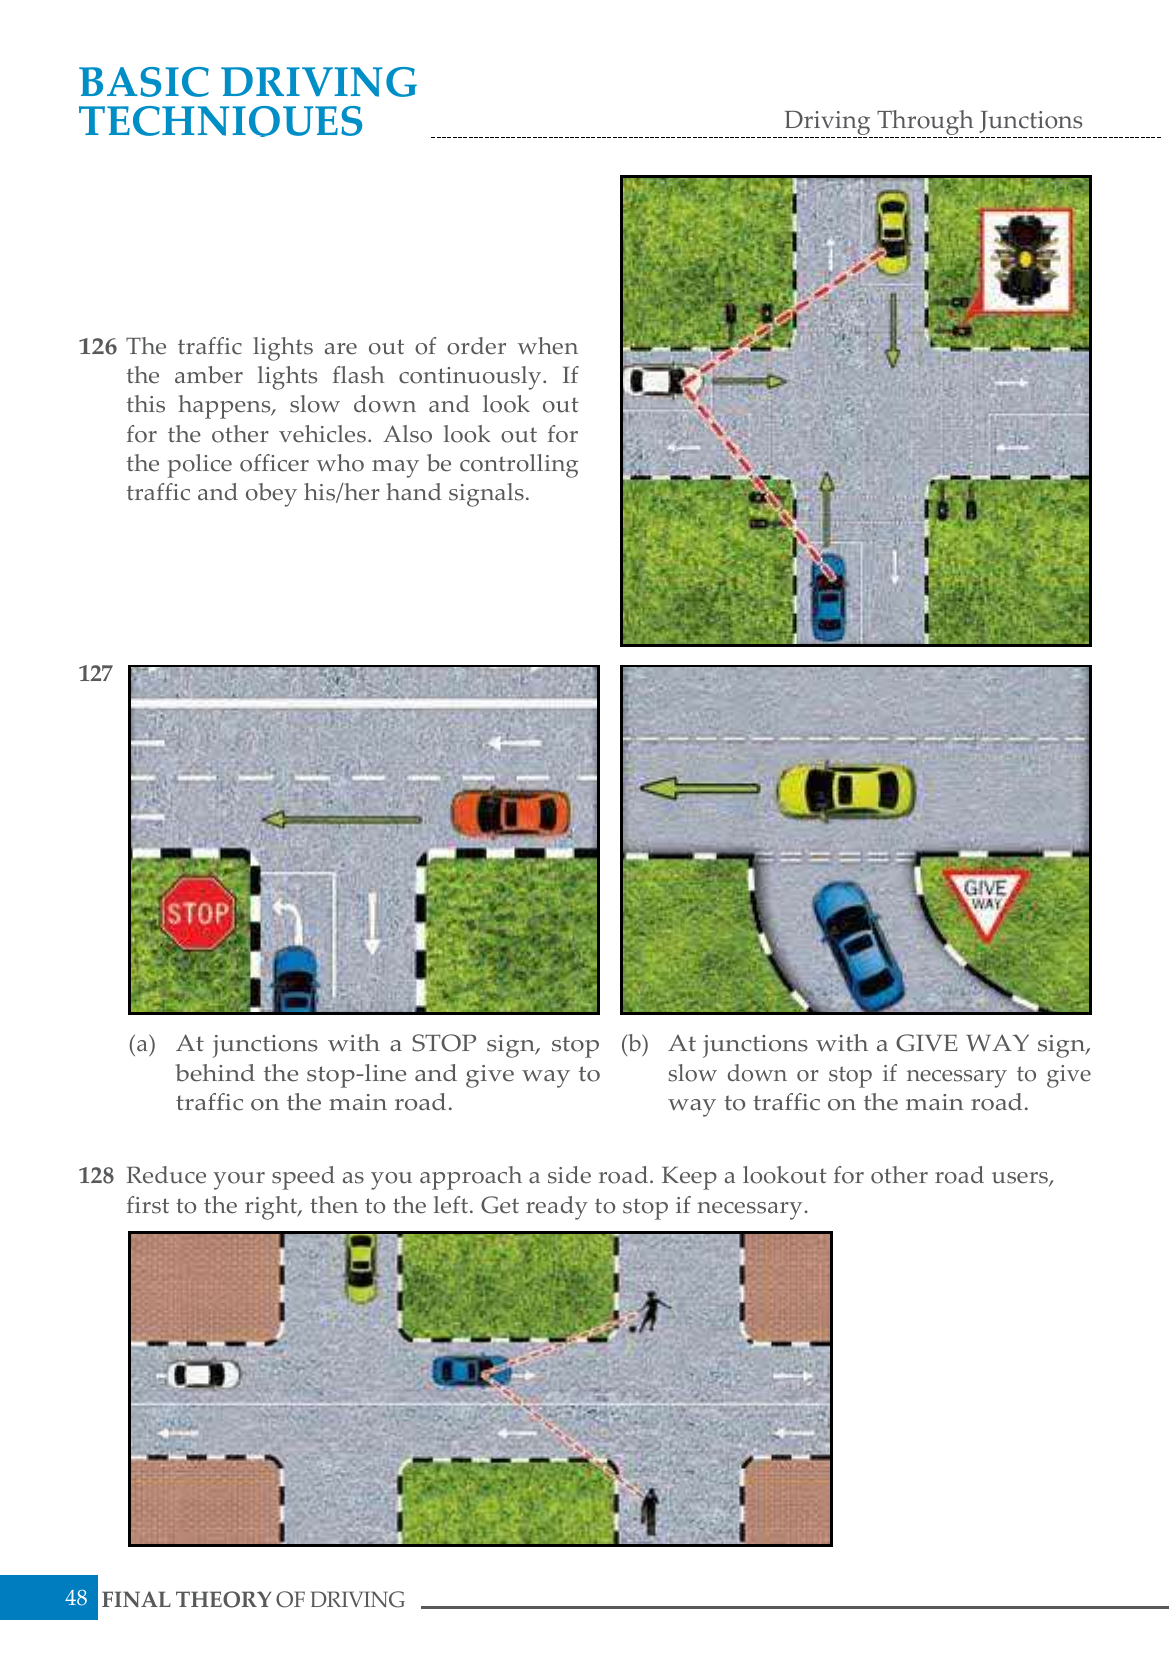 BASIC DRIVING
TECHNIQUES
Driving Through Junctions
126 The traffic lights are out of order when
the amber lights flash continuously. If
this happens, slow down and look out
for the other vehicles. Also look out for
the police officer who may be controlling
traffic and obey his/her hand signals.
127
STOP
GIVE
WAY
(a) At junctions with a STOP sign, stop
behind the stop-line and give way to
traffic on the main road.
(b) At junctions with a GIVE WAY sign,
slow down or stop if necessary to give
way to traffic on the main road.
128 Reduce your speed as you approach a side road. Keep a lookout for other road users,
first to the right, then to the left. Get ready to stop if necessary.
48 FINAL THEORY OF DRIVING